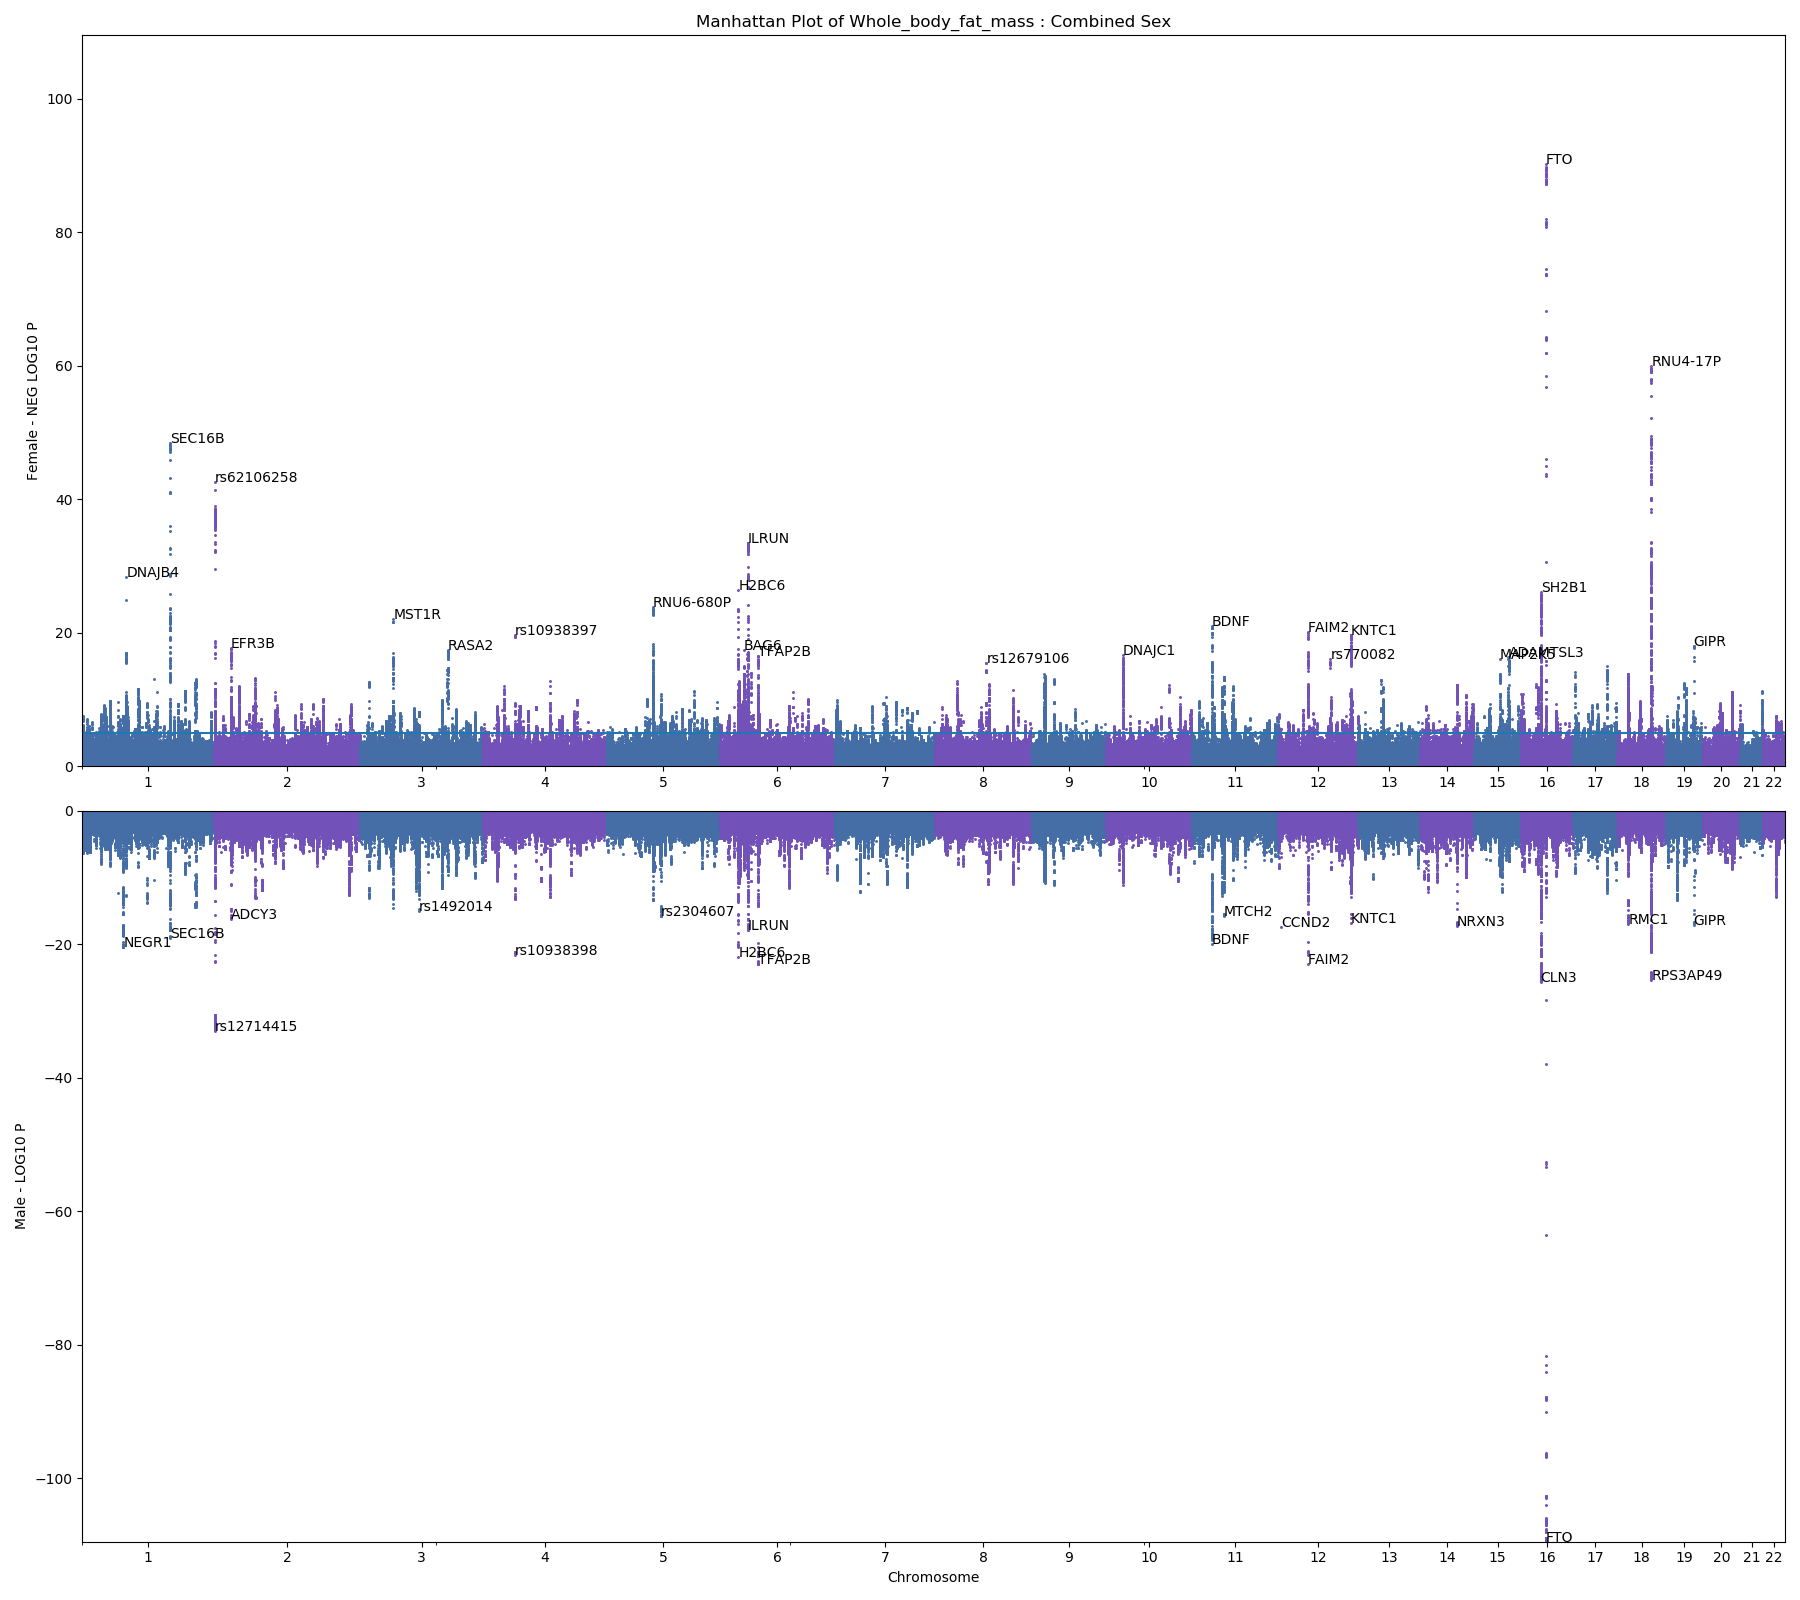 Manhattan Plot of Whole_body_fat_mass : Combined Sex
100
FTO
80
60
RNU4-17P
Female - NEG LOG10 P
SEC16B
rs62106258
40
ILRUN
DNAJB4
H2BC6
SH2B1
RNU6-680P
MST1R
BDNF
20
rs10938397
FAIM2
KNTC1
EFR3B
RASA2
BAG6
TFAP2B
rs12679106
DNAJC1
rs770082
MAP2K5
ADAMTSL3
GIPR
0
1 2 3 4 5 6 7 8 9 10 11 12 13 14 15 16 17 18 19 20 21 22
0
rs1492014
ADCY3
rs2304607
MTCH2
SEC16B
NEGR1
ILRUN
CCND2
KNTC1
NRXN3
RMC1
GIPR
−20
BDNF
rs10938398
H2BC6
TFAP2B
FAIM2
CLN3
RPS3AP49
rs12714415
−40
−60
Male - LOG10 P
−80
−100
FTO
1 2 3 4 5 6 7 8 9 10 11 12 13 14 15 16 17 18 19 20 21 22
Chromosome